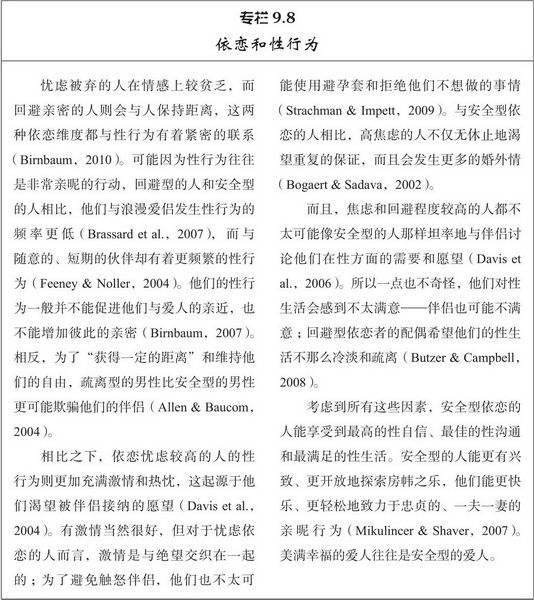 专栏 9.8
依恋和性行为
忧虑被弃的人在情感上较贫乏，而
回避亲密的人则会与人保持距离，这两
种依恋维度都与性行为有着紧密的联系
（Birnbaum，2010）。可能因为性行为往往
是非常亲昵的行动，回避型的人和安全型
的人相比，他们与浪漫爱侣发生性行为的
频率更低（Brassard et al.，2007），而与
随意的、短期的伙伴却有着更频繁的性行
为（Feeney & Noller，2004）。他们的性行
为一般并不能促进他们与爱人的亲近，也
不能增加彼此的亲密（Birnbaum，2007）。
相反，为了“获得一定的距离”和维持他
们的自由，疏离型的男性比安全型的男性
更可能欺骗他们的伴侣（Allen & Baucom，
2004）。
相比之下，依恋忧虑较高的人的性
行为则更加充满激情和热忱，这起源于他
们渴望被伴侣接纳的愿望（Davis et al.，
2004）。有激情当然很好，但对于忧虑依
恋的人而言，激情是与绝望交织在一起
的；为了避免触怒伴侣，他们也不太可
能使用避孕套和拒绝他们不想做的事情
（Strachman & Impett，2009）。与安全型依
恋的人相比，高焦虑的人不仅无休止地渴
望重复的保证，而且会发生更多的婚外情
（Bogaert & Sadava，2002）。
而且，焦虑和回避程度较高的人都不
太可能像安全型的人那样坦率地与伴侣讨
论他们在性方面的需要和愿望（Davis et
al.，2006）。所以一点也不奇怪，他们对性
生活会感到不太满意——伴侣也可能不满
意；回避型依恋者的配偶希望他们的性生
活不那么冷淡和疏离（Butzer & Campbell，
2008）。
考虑到所有这些因素，安全型依恋的
人能享受到最高的性自信、最佳的性沟通
和最满足的性生活。安全型的人能更有兴
致、更开放地探索房帏之乐，他们能更快
乐、更轻松地致力于忠贞的、一夫一妻的
亲昵行为（Mikulincer & Shaver，2007）。
美满幸福的爱人往往是安全型的爱人。